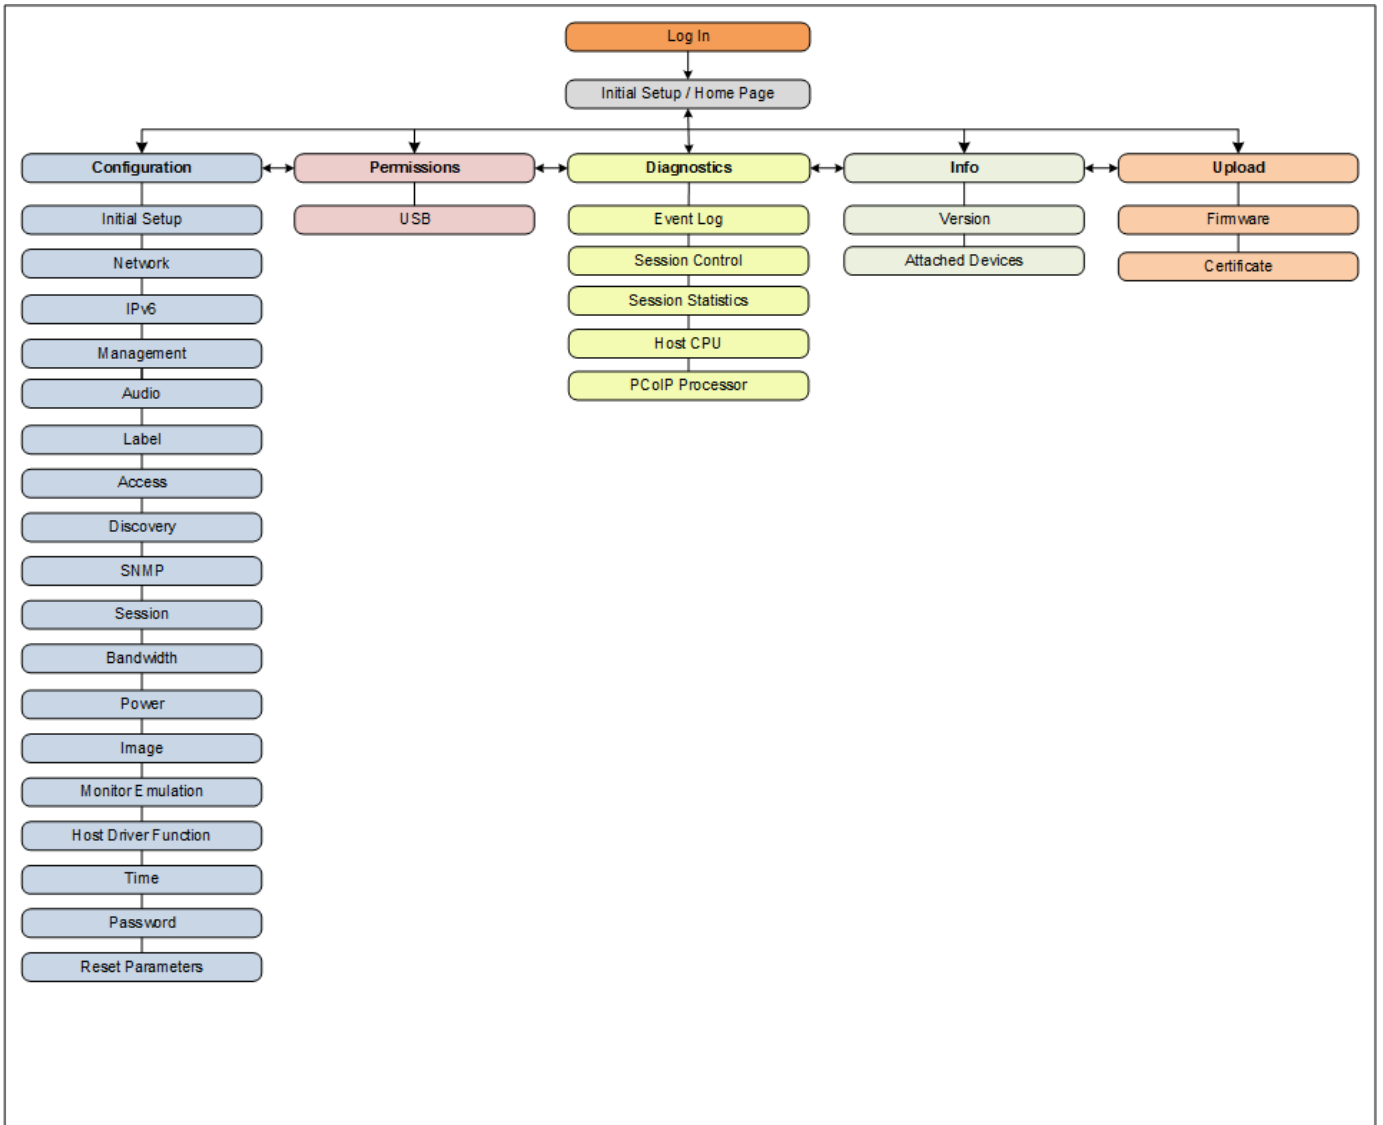 Log In
Initial Setup / Home Page
Configuration
Permissions
Diagnostics
Info
Upload
Initial Setup
USB
Event Log
Version
Firmware
Network
Session Control
Attached Devices
Certificate
IPv6
Session Statistics
Management
Host CPU
Audio
PCoIP Processor
Label
Access
Discovery
SNMP
Session
Bandwidth
Power
Image
Monitor Emulation
Host Driver Function
Time
Password
Reset Parameters